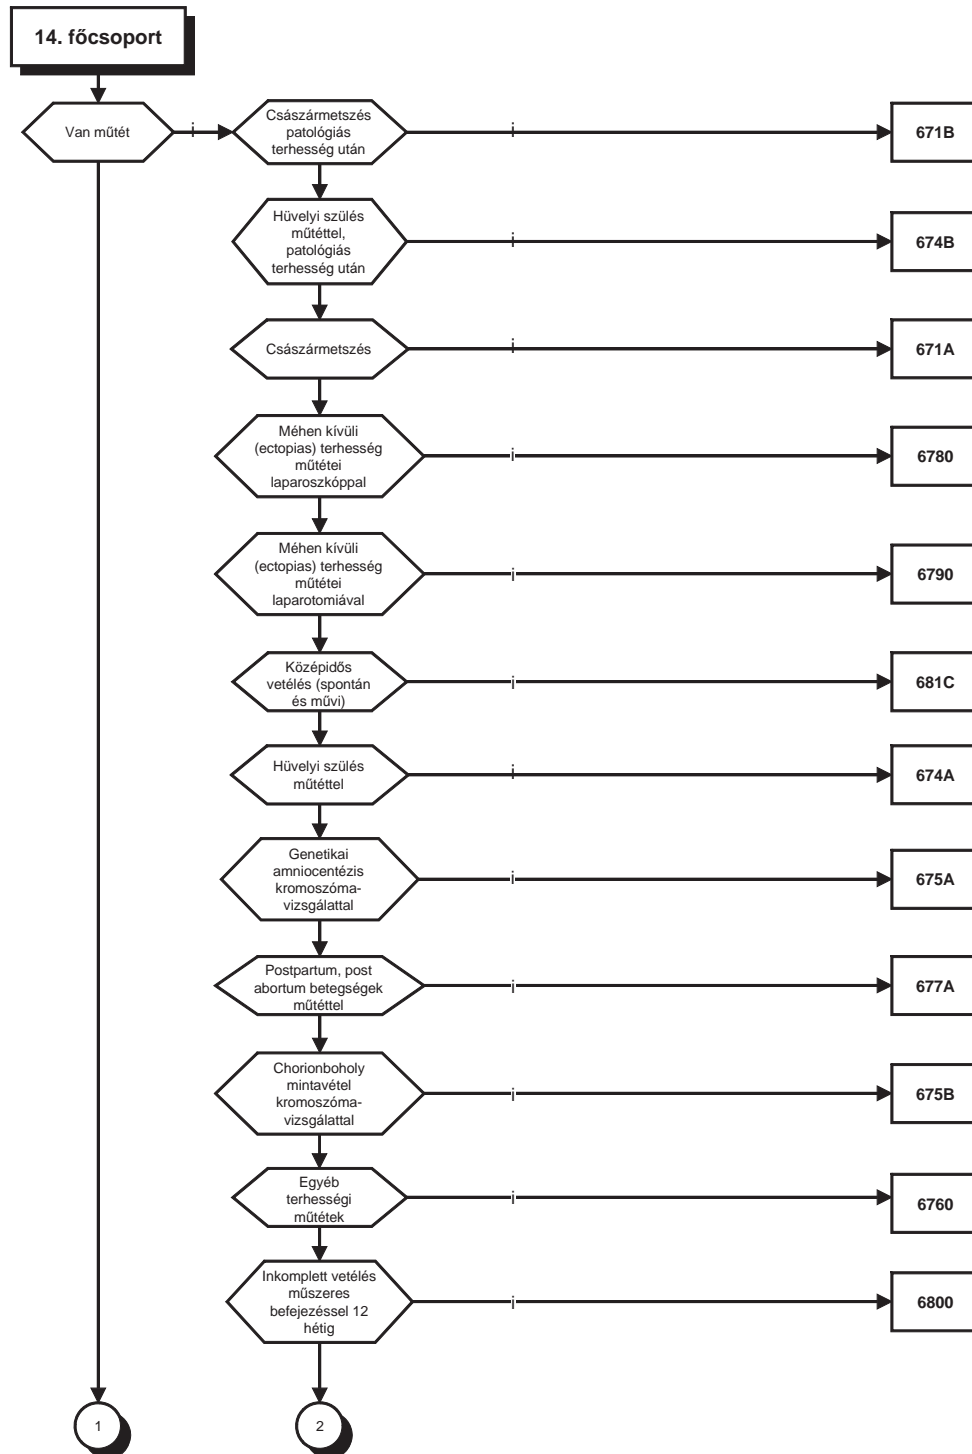 14. főcsoport
Van műtét
i
Császármetszés
patológiás
terhesség után
i
671B
Hüvelyi szülés
műtéttel,
patológiás
terhesség után
i
674B
Császármetszés
i
671A
Méhen kívüli
(ectopias) terhesség
műtétei
laparoszkóppal
i
6780
Méhen kívüli
(ectopias) terhesség
műtétei
laparotomiával
i
6790
Középidős
vetélés (spontán
és művi)
i
681C
Hüvelyi szülés
műtéttel
i
674A
Genetikai
amniocentézis
kromoszóma-
vizsgálattal
i
675A
Postpartum, post
abortum betegségek
műtéttel
i
677A
Chorionboholy
mintavétel
kromoszóma-
vizsgálattal
i
675B
Egyéb
terhességi
műtétek
i
6760
Inkomplett vetélés
műszeres
befejezéssel 12
hétig
i
6800
1
2